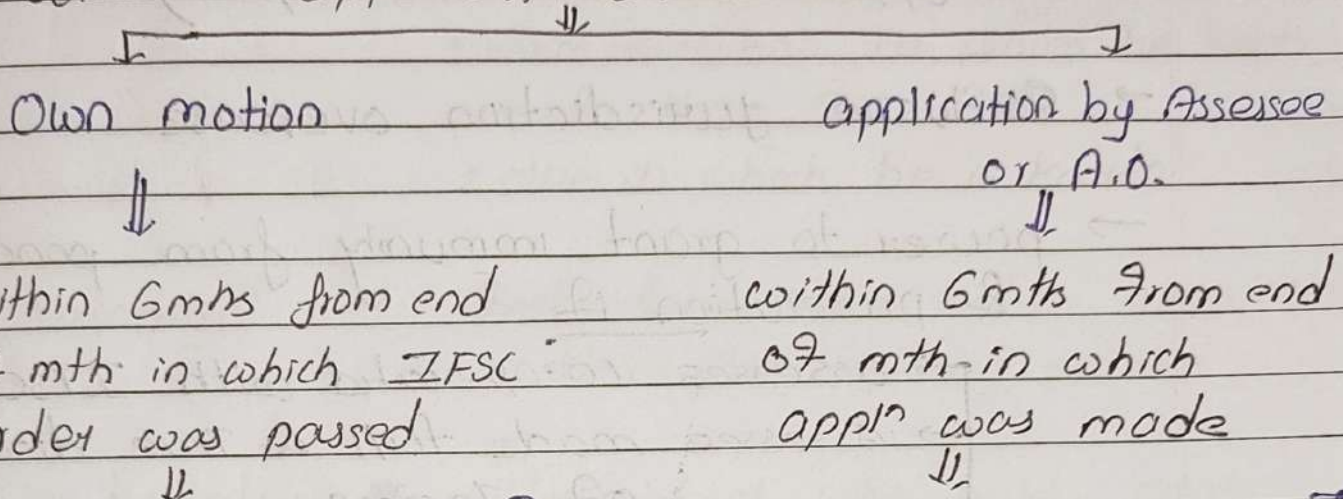 Own motion
application by Assessee
or A.O.
ithin 6mhs from end
mth in which IFSC
der was passed
within 6mths from end
of mth in which
appln was made